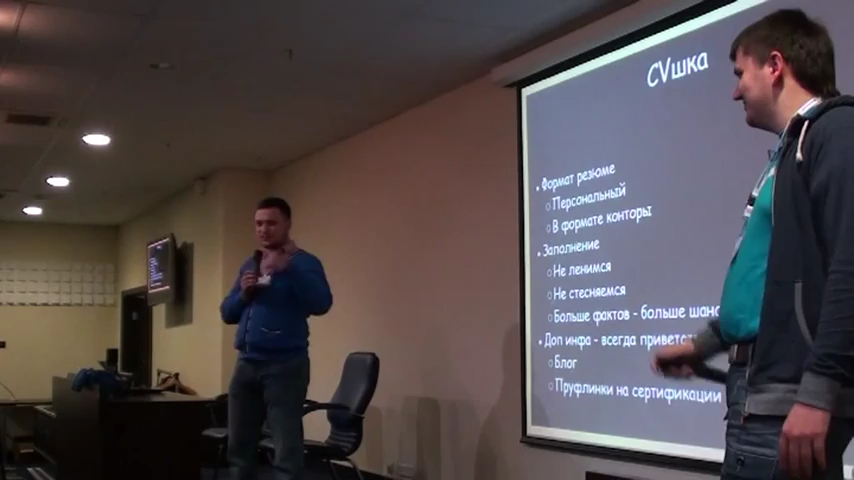 CVшка
Формат резюме
Персональный
В формате конторы
Заполнение
Не ленимся
Не стесняемся
Больше фактов - больше шанс
Доп инфа - всегда приветст
Блог
Пруфлинки на сертификации